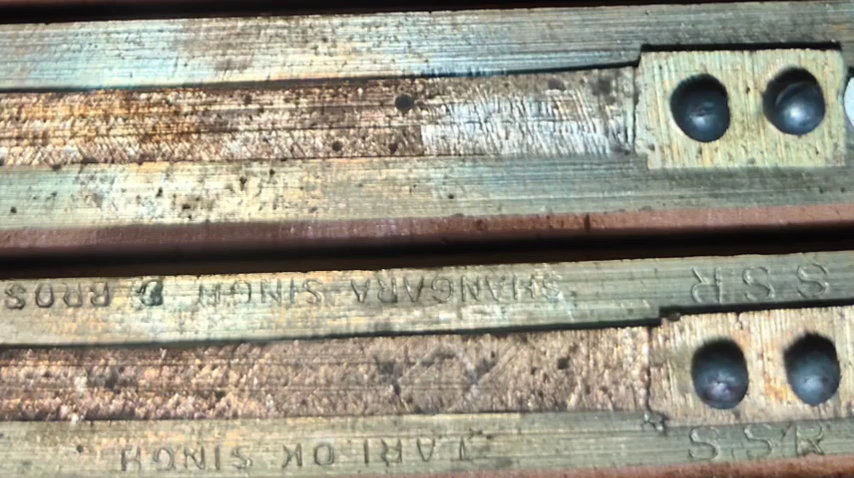 S.S.R
TARLOK SINGH
S S R SHANGARA SINGH D BROS